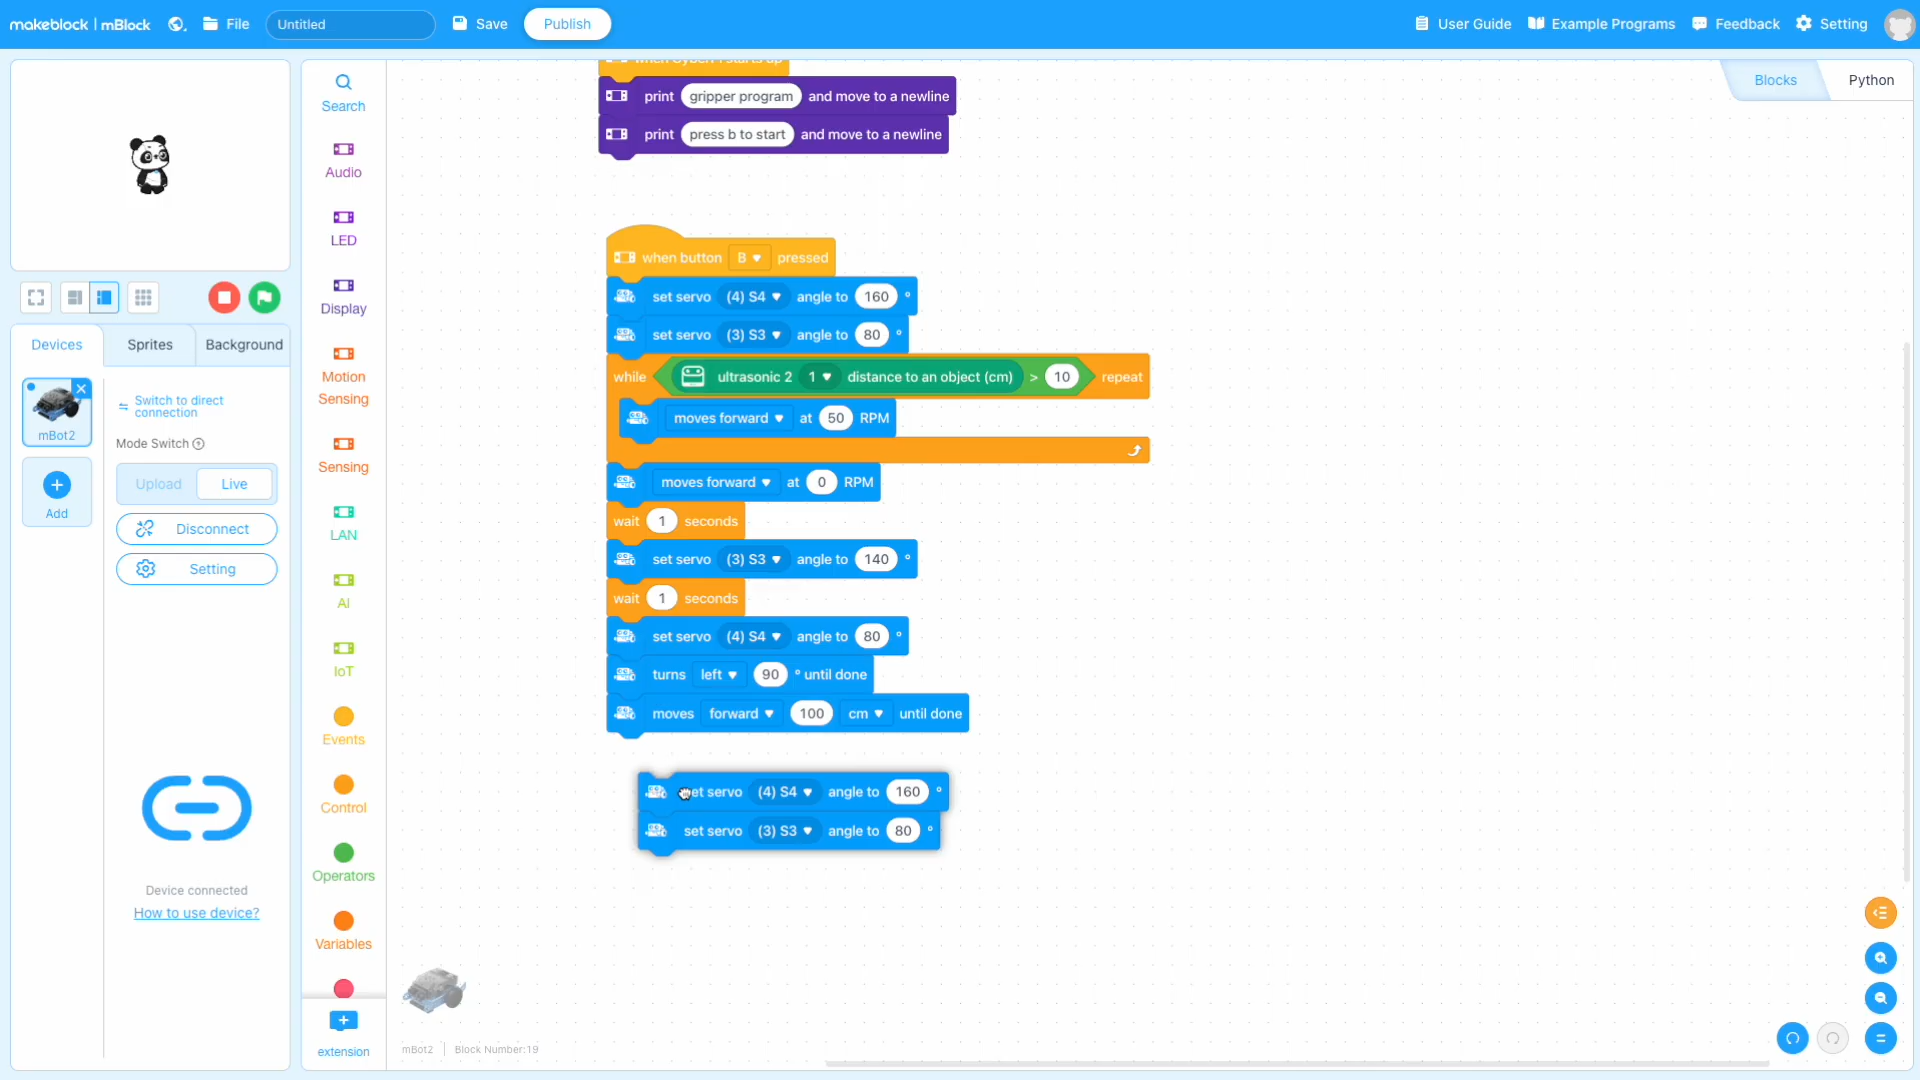 makeblock | mBlock File Untitled Save Publish User Guide Example Programs Feedback Setting
Blocks Python
Search
Audio
LED
Display
Motion
Sensing
Sensing
LAN
AI
IoT
Events
Control
Operators
Variables
extension
Devices Sprites Background
mBot2
Add
Switch to direct
connection
Mode Switch ?
Upload Live
Disconnect
Setting
Device connected
How to use device?
when CyberPi starts up
print gripper program and move to a newline
print press b to start and move to a newline
when button B ▼ pressed
set servo (4) S4 ▼ angle to 160 °
set servo (3) S3 ▼ angle to 80 °
while ultrasonic 2 1 ▼ distance to an object (cm) > 10 repeat
moves forward ▼ at 50 RPM
moves forward ▼ at 0 RPM
wait 1 seconds
set servo (3) S3 ▼ angle to 140 °
wait 1 seconds
set servo (4) S4 ▼ angle to 80 °
turns left ▼ 90 ° until done
moves forward ▼ 100 cm ▼ until done
set servo (4) S4 ▼ angle to 160 °
set servo (3) S3 ▼ angle to 80 °
mBot2 | Block Number:19